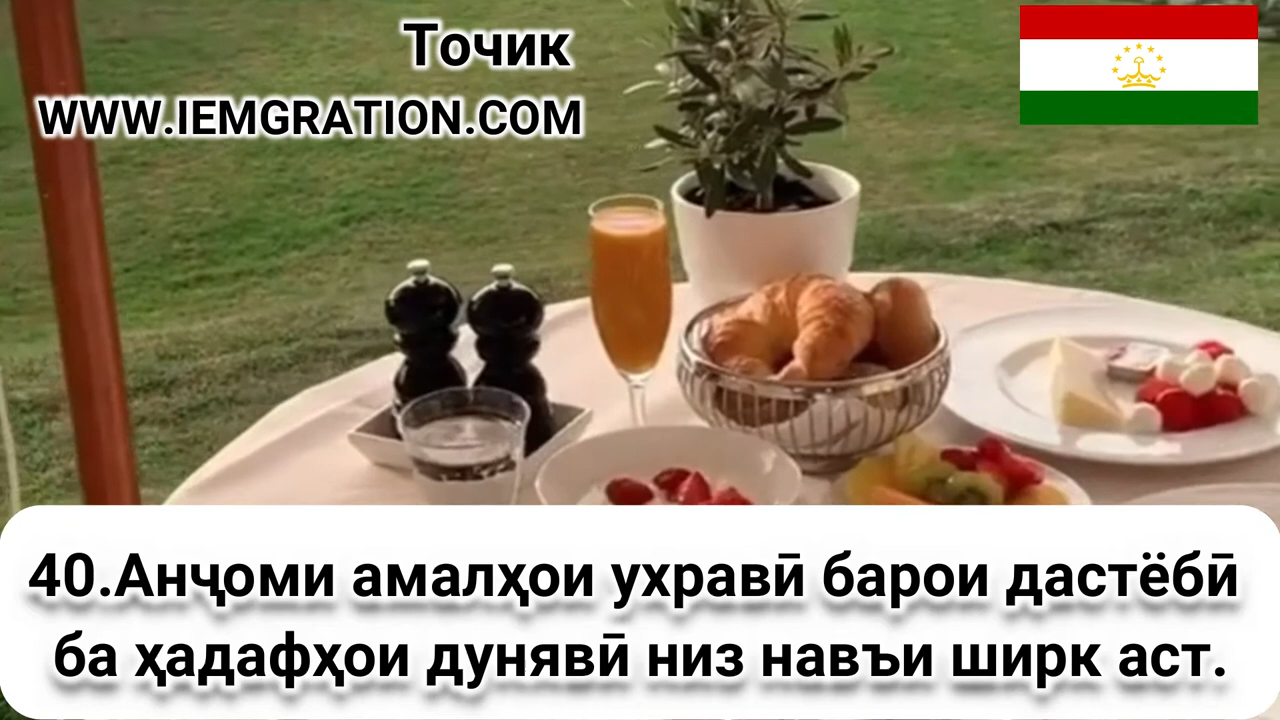 Точик
WWW.IEMGRATION.COM
40.Анҷоми амалҳои ухравӣ барои дастёбӣ
ба ҳадафҳои дунявӣ низ навъи ширк аст.